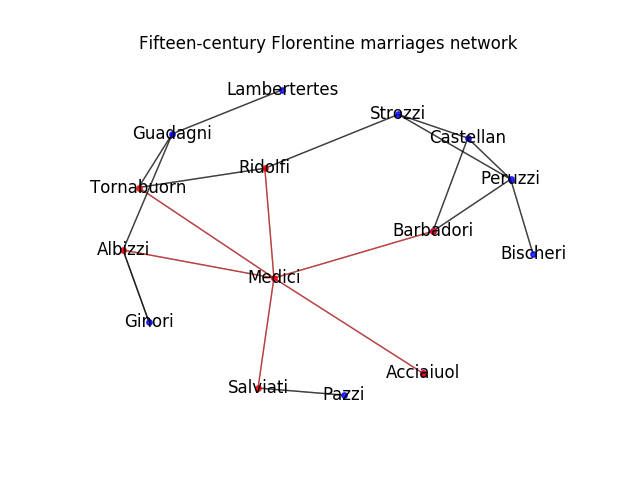 Fifteen-century Florentine marriages network
Lambertertes
Strozzi
Guadagni
Castellan
Ridolfi
Peruzzi
Tornabuorn
Barbadori
Albizzi
Bischeri
Medici
Ginori
Acciaiuol
Salviati
Pazzi